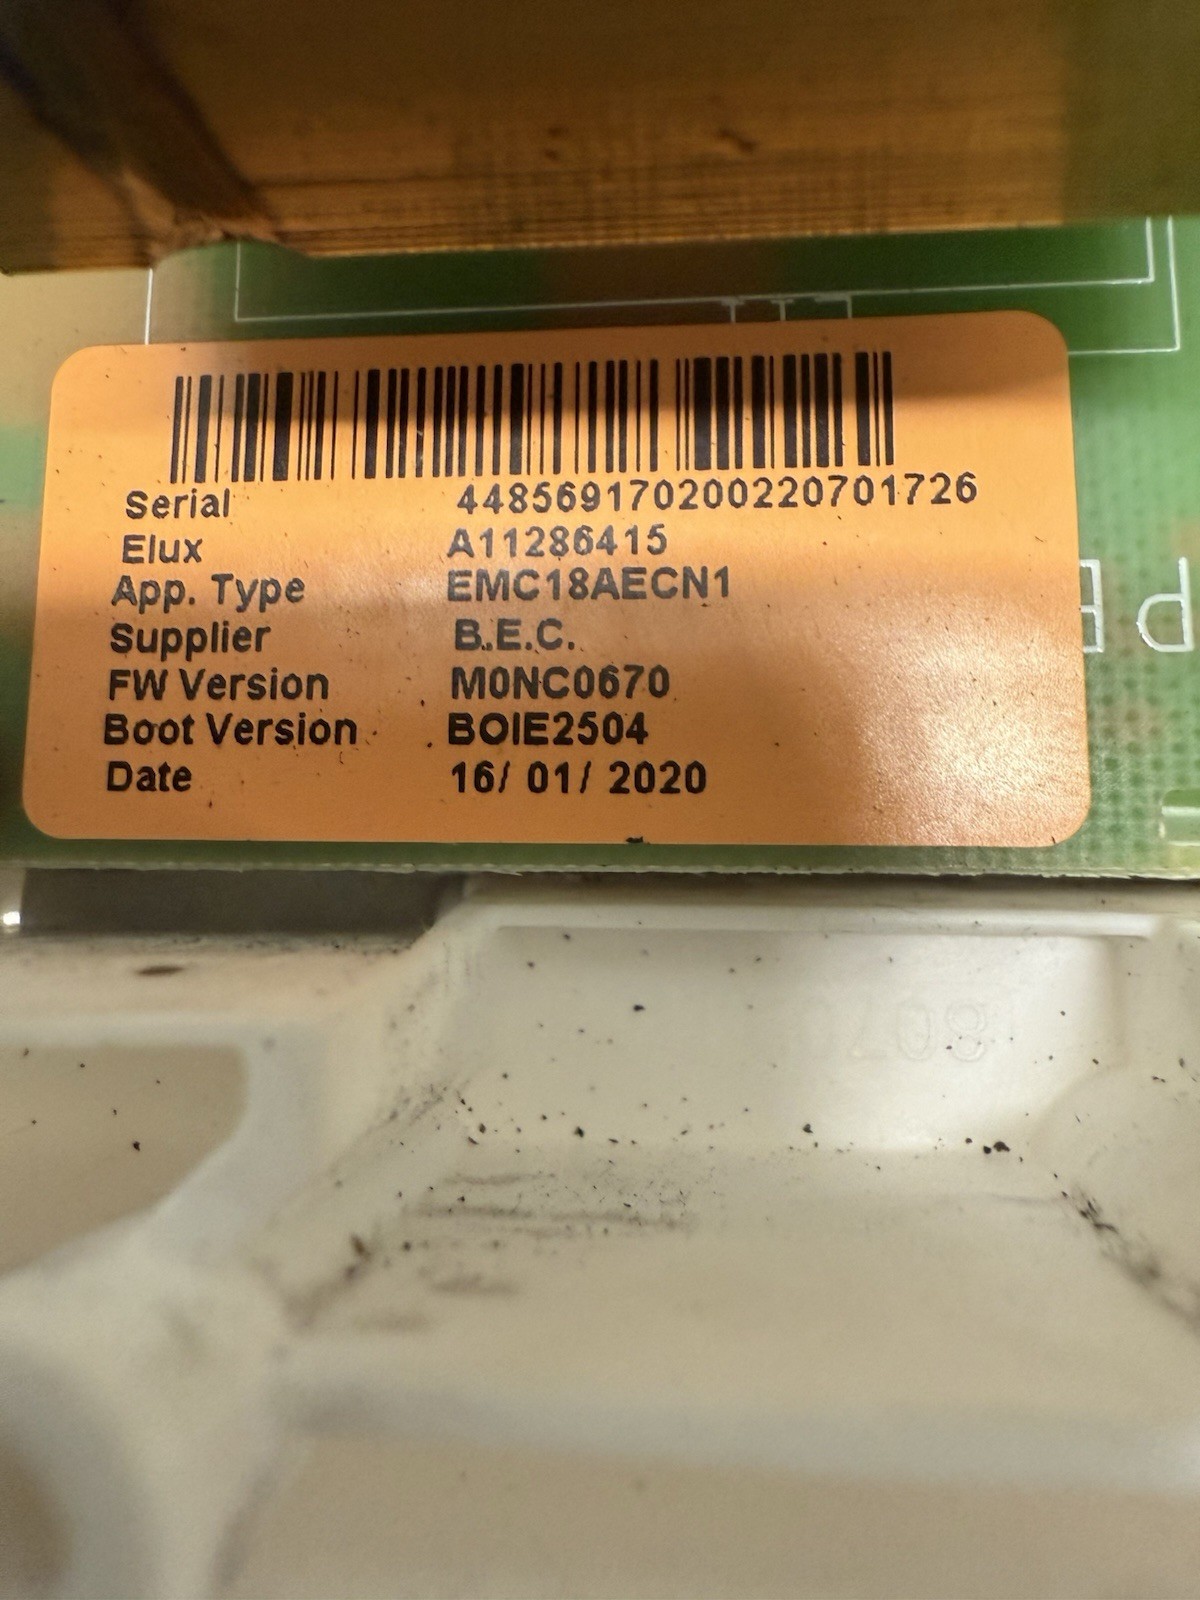 Serial 448569170200220701726
Elux A11286415
App. Type EMC18AECN1
Supplier B.E.C.
FW Version M0NC0670
Boot Version BOIE2504
Date 16/ 01/ 2020